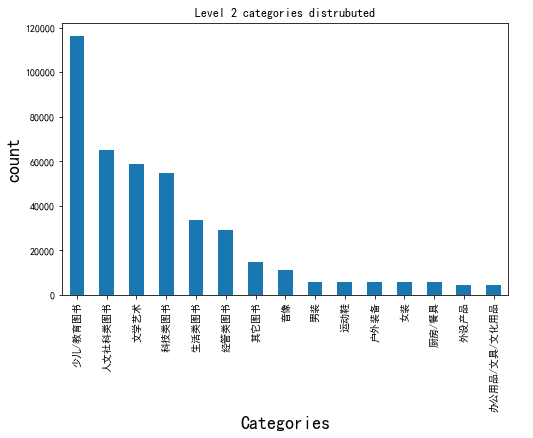 Level 2 categories distrubuted
count
120000
100000
80000
60000
40000
20000
0
少儿/教育图书
人文社科类图书
文学艺术
科技类图书
生活类图书
经管类图书
其它图书
音像
男装
运动鞋
户外装备
女装
厨房/餐具
外设产品
办公用品/文具/文化用品
Categories